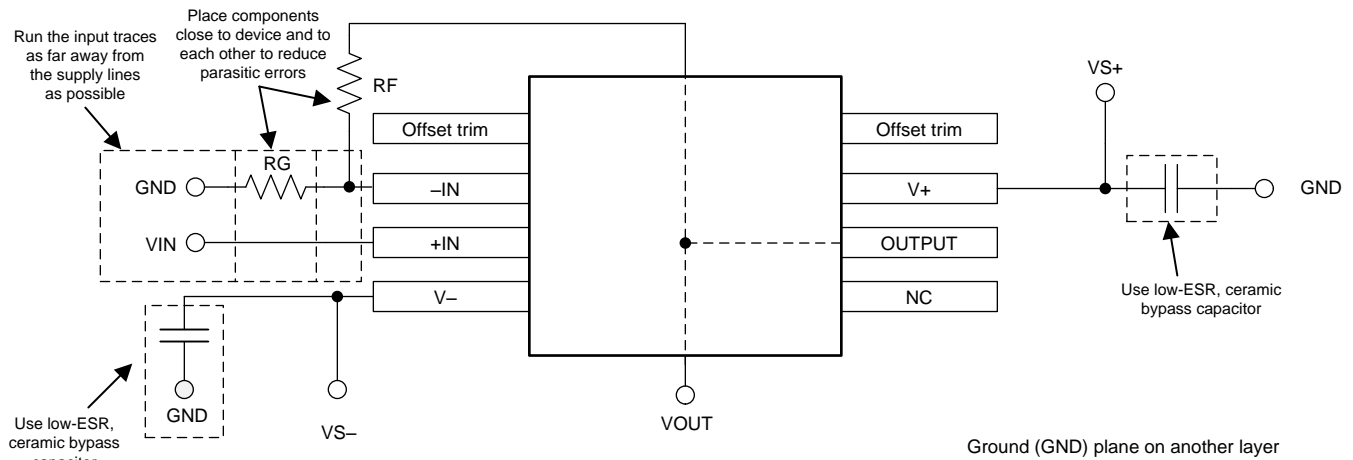 Place components
close to device and to
each other to reduce
parasitic errors
Run the input traces
as far away from
the supply lines
as possible
RF
VS+
Offset trim
Offset trim
RG
GND
–IN
V+
GND
VIN
+IN
OUTPUT
V–
NC
Use low-ESR, ceramic
bypass capacitor
GND
VS–
VOUT
Use low-ESR,
ceramic bypass
capacitor
Ground (GND) plane on another layer